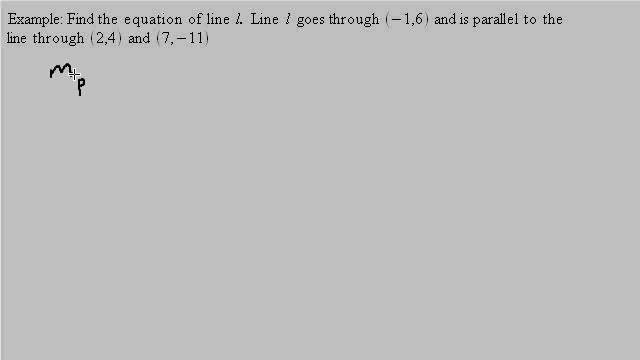 Example: Find the equation of line l. Line l goes through (−1,6) and is parallel to the
line through (2,4) and (7,−11)
mp